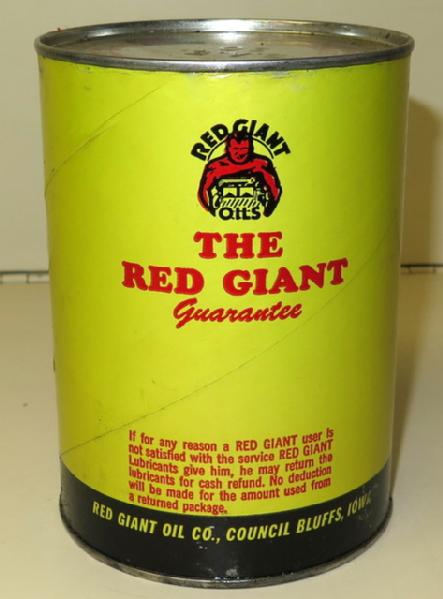 RED GIANT
OILS
THE
RED GIANT
Guarantee
If for any reason a RED GIANT user is
not satisfied with the service RED GIANT
Lubricants give him, he may return the
lubricants for cash refund. No deduction
will be made for the amount used from
a returned package.
RED GIANT OIL CO., COUNCIL BLUFFS, IOWA